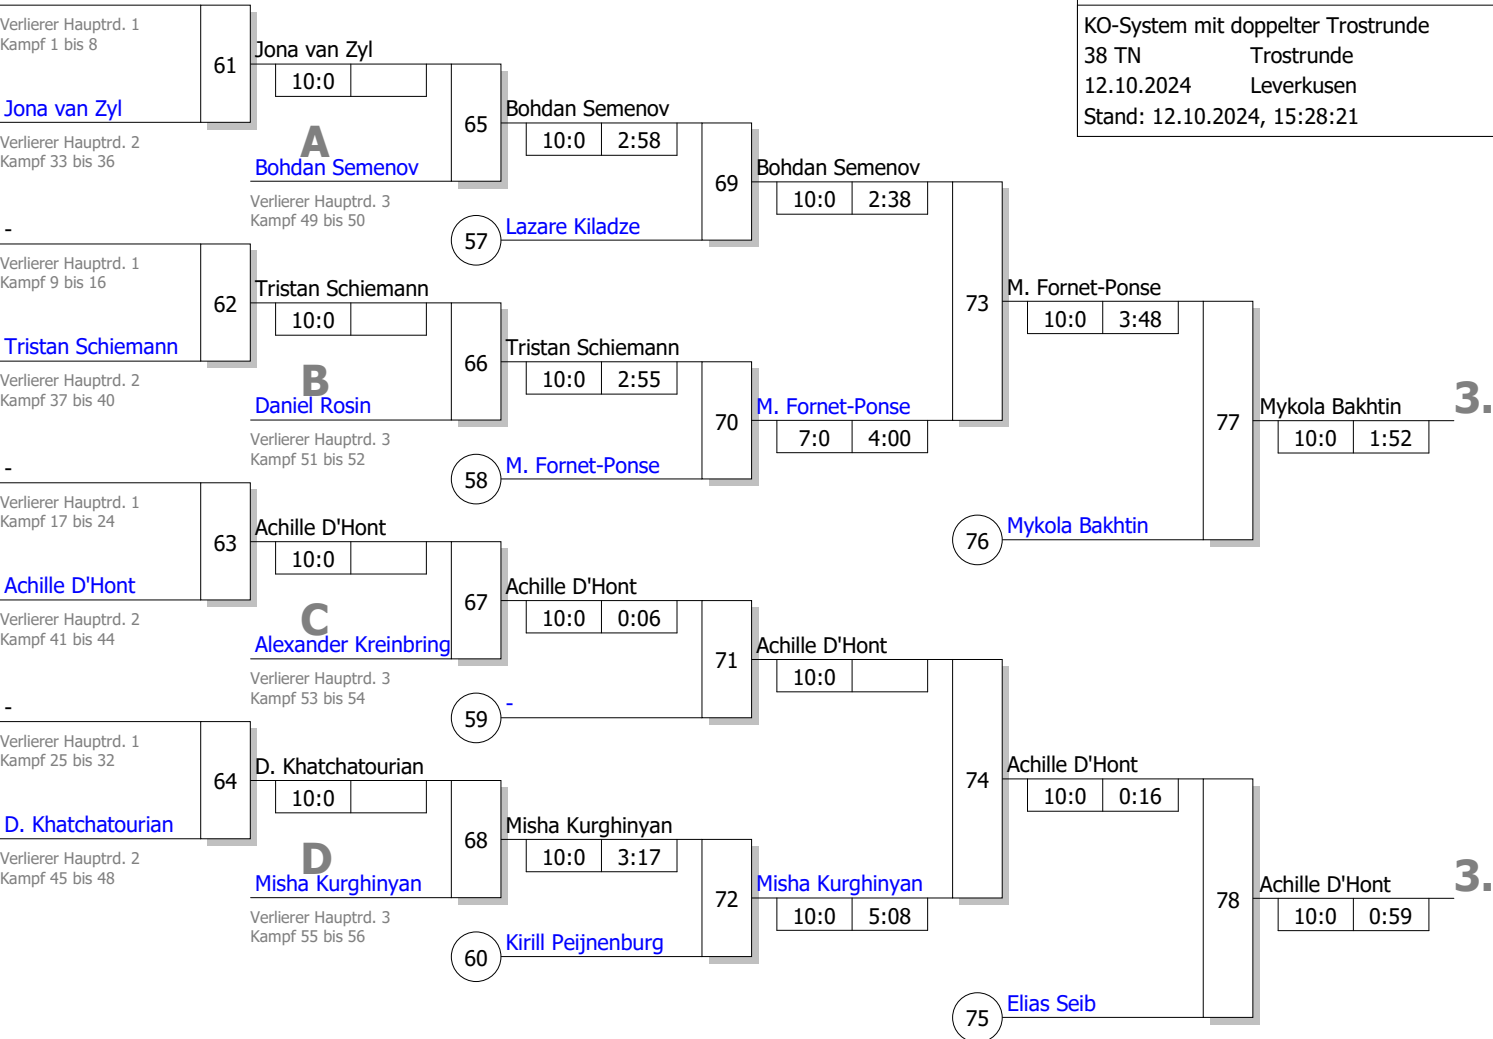 KO-System mit doppelter Trostrunde
38 TN Trostrunde
12.10.2024 Leverkusen
Stand: 12.10.2024, 15:28:21
Verlierer Hauptrd. 1
Kampf 1 bis 8
61
Jona van Zyl
10:0
Jona van Zyl
Verlierer Hauptrd. 2
Kampf 33 bis 36
A
Bohdan Semenov
Verlierer Hauptrd. 3
Kampf 49 bis 50
65
Bohdan Semenov
10:0 2:58
57
Lazare Kiladze
69
Bohdan Semenov
10:0 2:38
-
Verlierer Hauptrd. 1
Kampf 9 bis 16
62
Tristan Schiemann
10:0
Tristan Schiemann
Verlierer Hauptrd. 2
Kampf 37 bis 40
B
Daniel Rosin
Verlierer Hauptrd. 3
Kampf 51 bis 52
66
Tristan Schiemann
10:0 2:55
58
M. Fornet-Ponse
70
M. Fornet-Ponse
7:0 4:00
73
M. Fornet-Ponse
10:0 3:48
76
Mykola Bakhtin
77
Mykola Bakhtin
10:0 1:52
3.
-
Verlierer Hauptrd. 1
Kampf 17 bis 24
63
Achille D'Hont
10:0
Achille D'Hont
Verlierer Hauptrd. 2
Kampf 41 bis 44
C
Alexander Kreinbring
Verlierer Hauptrd. 3
Kampf 53 bis 54
67
Achille D'Hont
10:0 0:06
59
-
71
Achille D'Hont
10:0
-
Verlierer Hauptrd. 1
Kampf 25 bis 32
64
D. Khatchatourian
10:0
D. Khatchatourian
Verlierer Hauptrd. 2
Kampf 45 bis 48
D
Misha Kurghinyan
Verlierer Hauptrd. 3
Kampf 55 bis 56
68
Misha Kurghinyan
10:0 3:17
60
Kirill Peijnenburg
72
Misha Kurghinyan
10:0 5:08
74
Achille D'Hont
10:0 0:16
75
Elias Seib
78
Achille D'Hont
10:0 0:59
3.